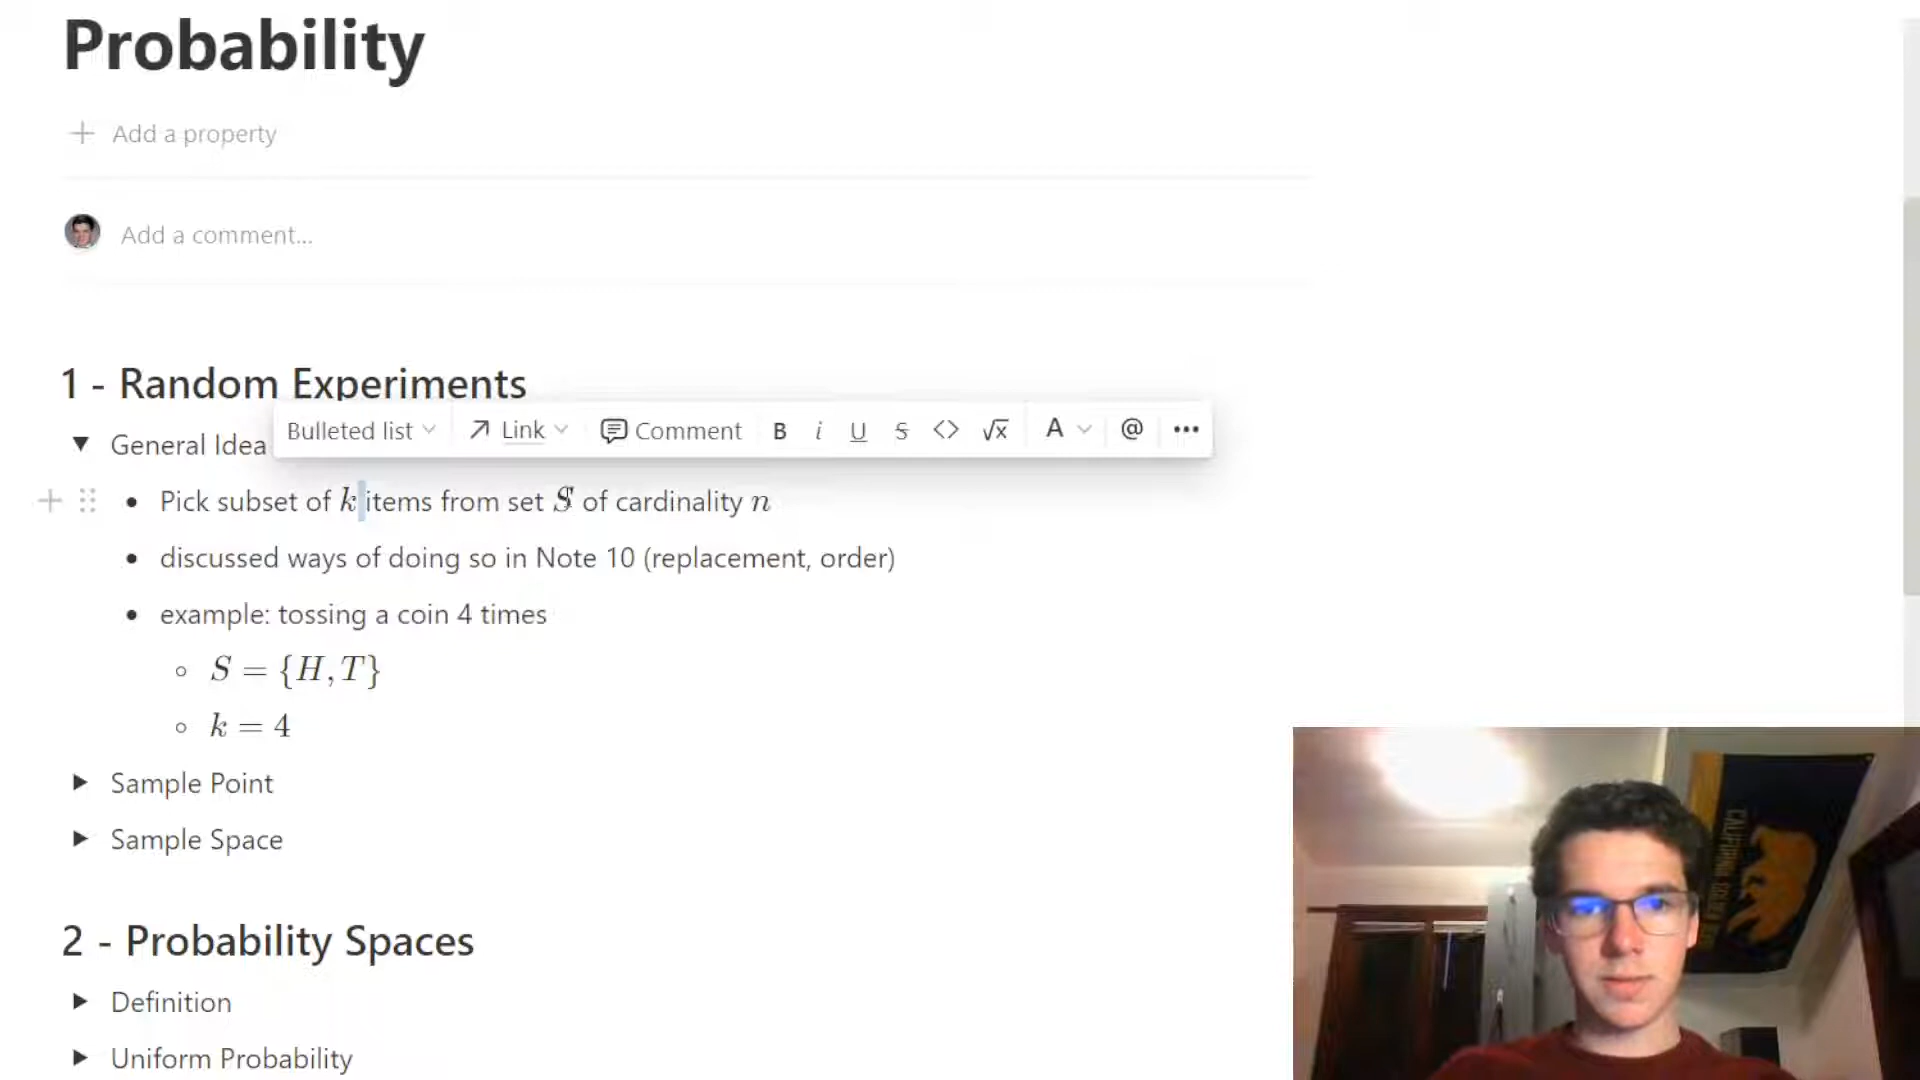 Probability
Add a property
Add a comment...
1 - Random Experiments
Bulleted list Link Comment B i U S <> √x A @ •••
General Idea
• Pick subset of k items from set S of cardinality n
• discussed ways of doing so in Note 10 (replacement, order)
• example: tossing a coin 4 times
◦ S = {H, T}
◦ k = 4
Sample Point
Sample Space
2 - Probability Spaces
Definition
Uniform Probability
CALIFORNIA